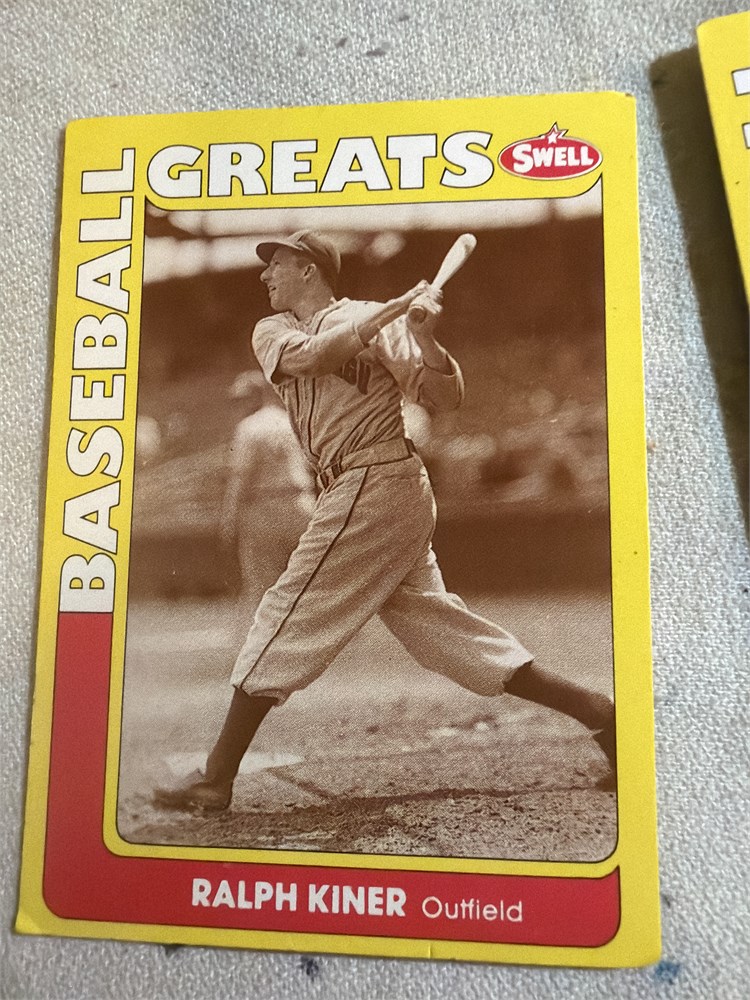 BASEBALL
GREATS
SWELL
RALPH KINER Outfield